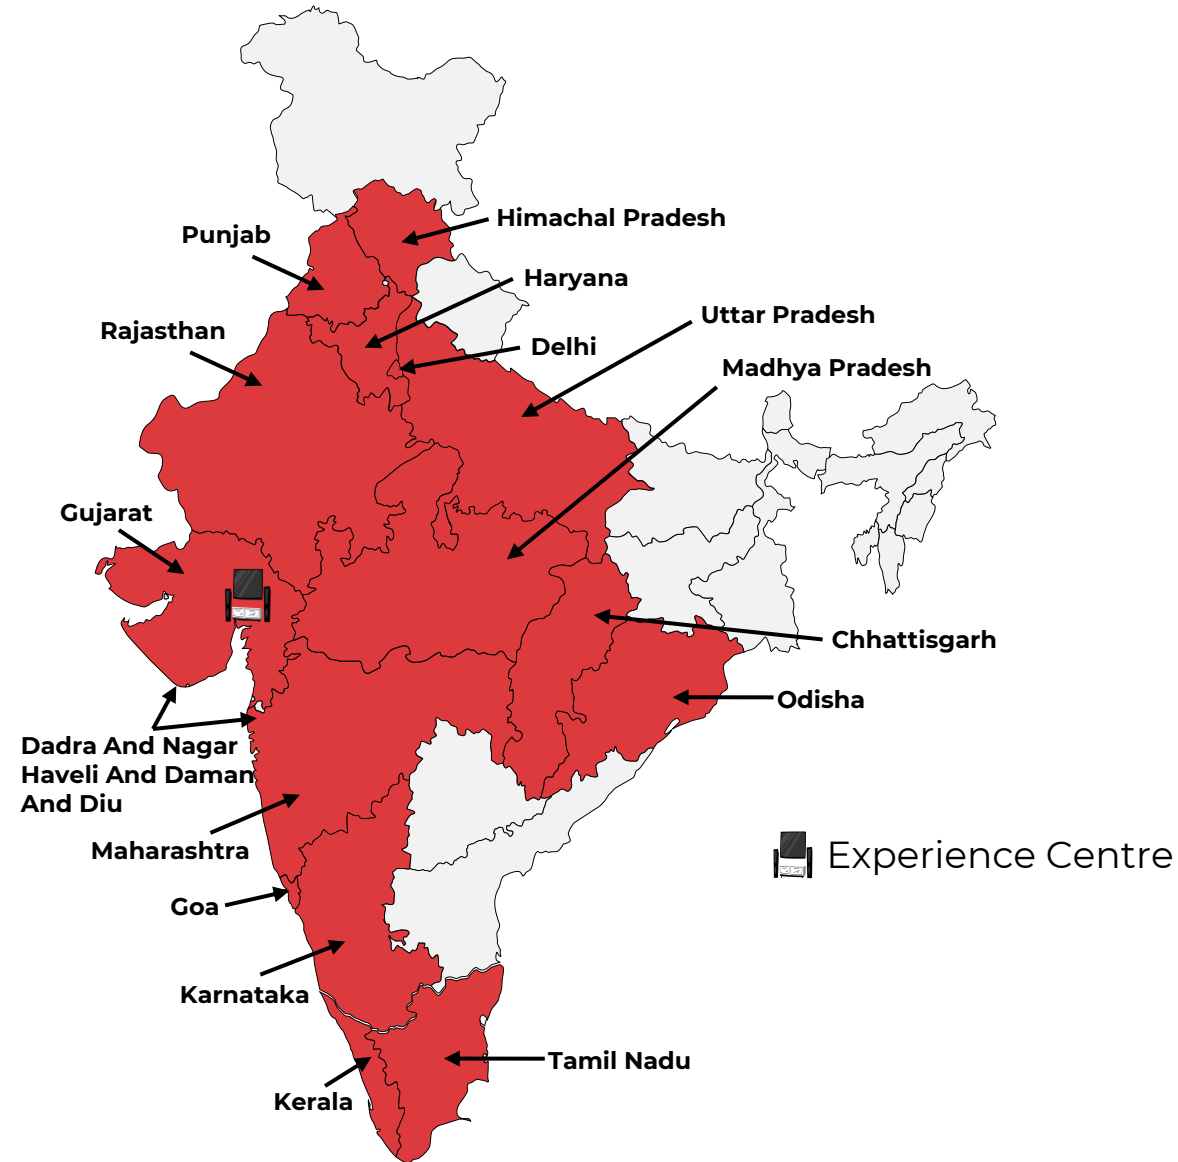 Himachal Pradesh
Punjab
Haryana
Uttar Pradesh
Rajasthan
Delhi
Madhya Pradesh
Gujarat
Chhattisgarh
Odisha
Dadra And Nagar
Haveli And Daman
And Diu
Maharashtra
Experience Centre
Goa
Karnataka
Tamil Nadu
Kerala